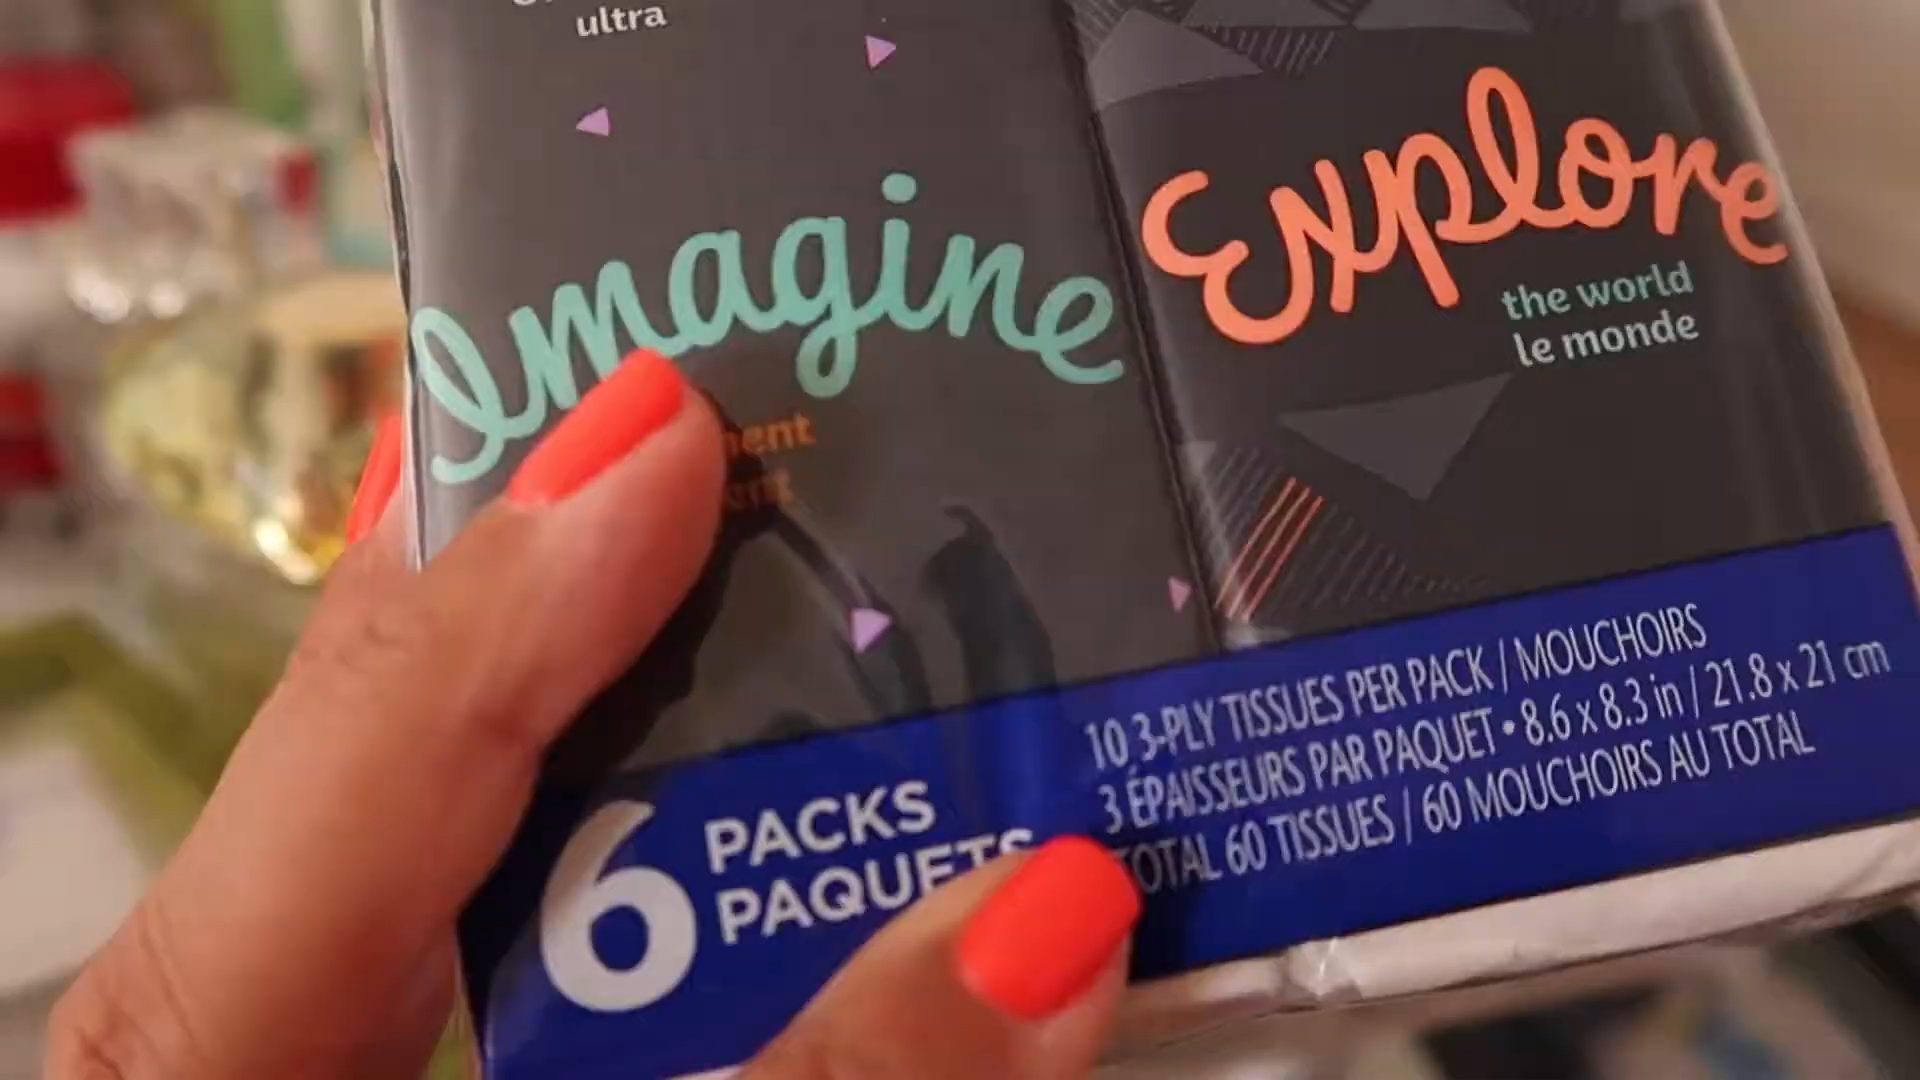 ultra
Imagine
Explore
the world
le monde
6 PACKS
PAQUETS
10 3-PLY TISSUES PER PACK / MOUCHOIRS
3 ÉPAISSEURS PAR PAQUET • 8.6 x 8.3 in / 21.8 x 21 cm
TOTAL 60 TISSUES / 60 MOUCHOIRS AU TOTAL